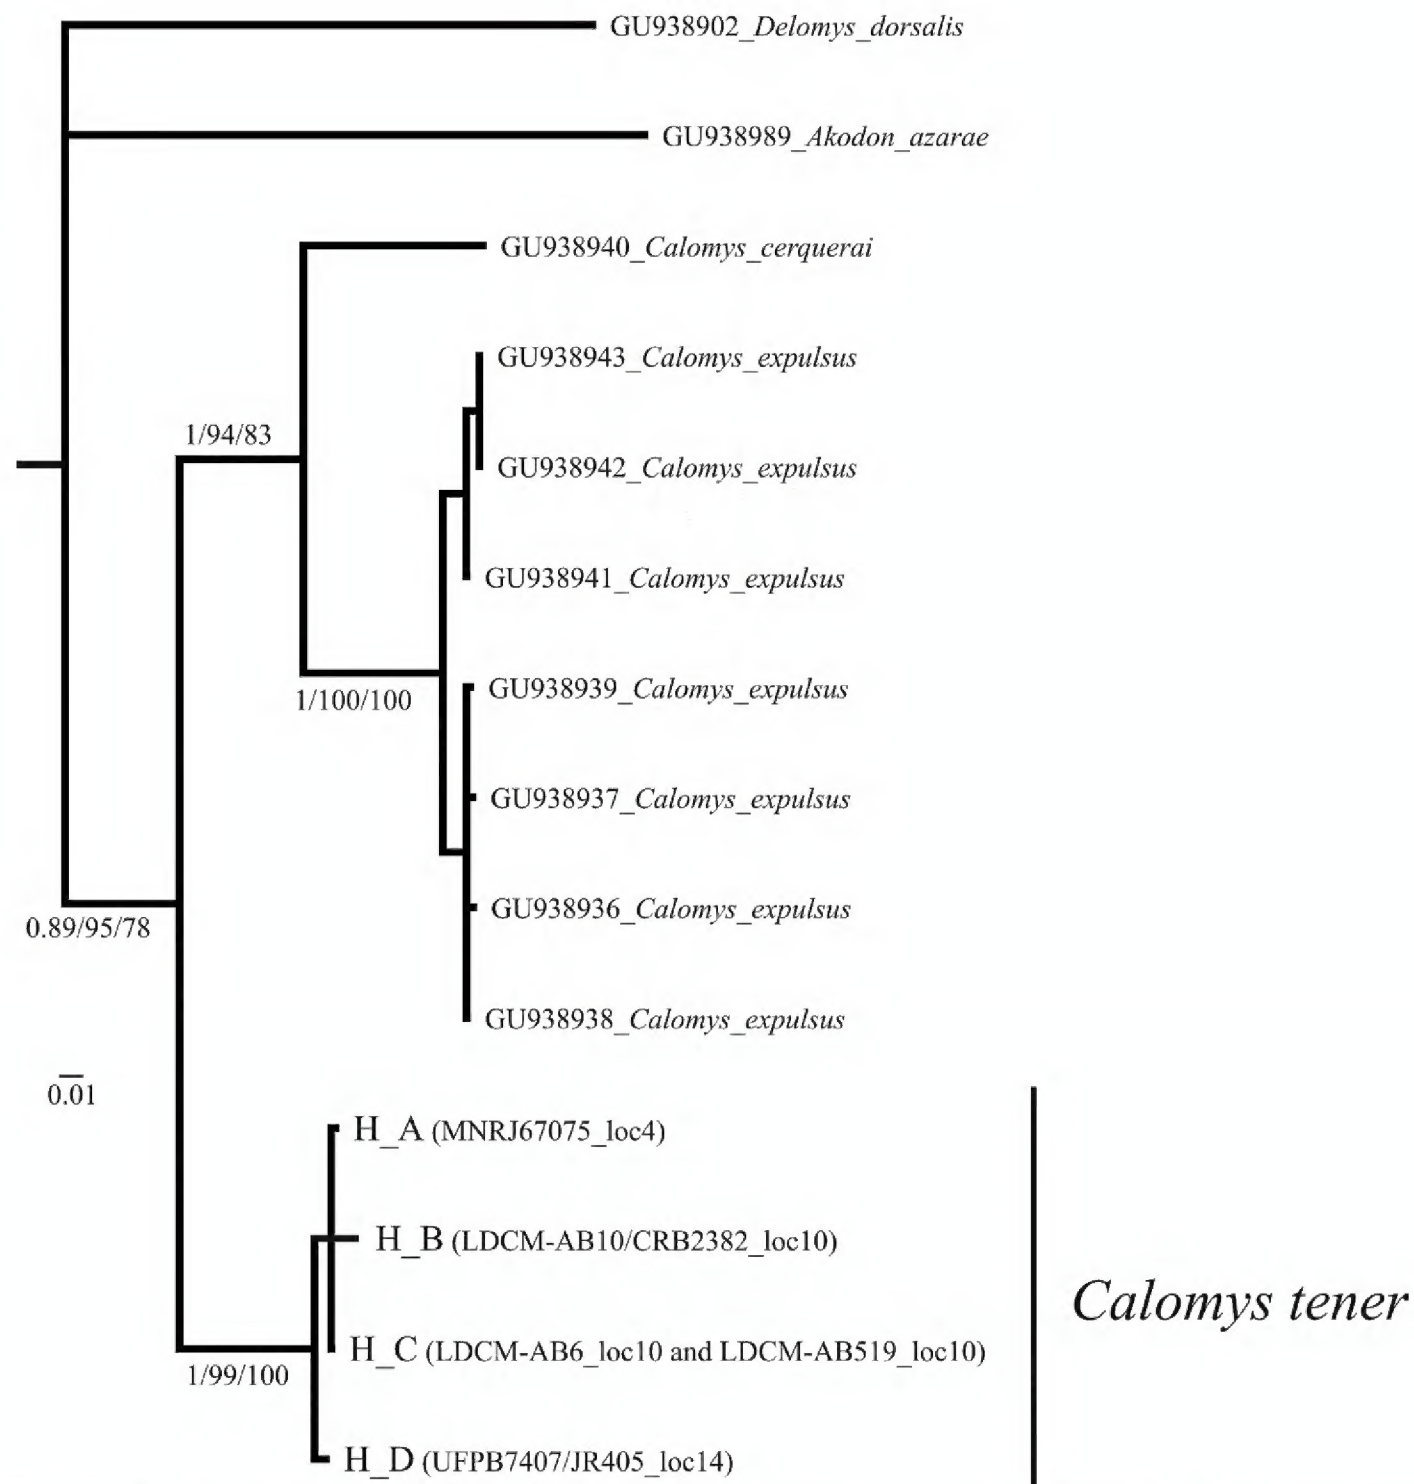 GU938902_Delomys_dorsalis
GU938989_Akodon_azarae
GU938940_Calomys_cerquerai
GU938943_Calomys_expulsus
1/94/83
GU938942_Calomys_expulsus
GU938941_Calomys_expulsus
GU938939_Calomys_expulsus
1/100/100
GU938937_Calomys_expulsus
GU938936_Calomys_expulsus
0.89/95/78
GU938938_Calomys_expulsus
0.01
H_A (MNRJ67075_loc4)
H_B (LDCM-AB10/CRB2382_loc10)
Calomys tener
H_C (LDCM-AB6_loc10 and LDCM-AB519_loc10)
1/99/100
H_D (UFPB7407/JR405_loc14)